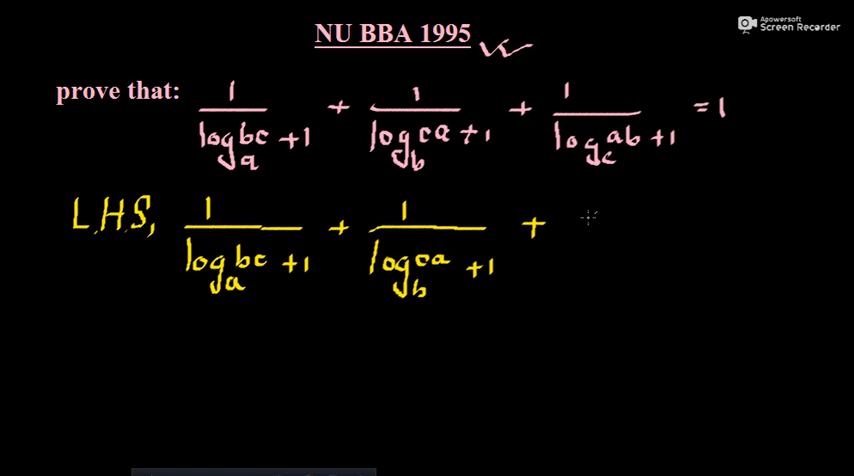 NU BBA 1995
Apowersoft
Screen Recorder
prove that: 1/(log_a bc + 1) + 1/(log_b ca + 1) + 1/(log_c ab + 1) = 1
L.H.S, 1/(log_a bc + 1) + 1/(log_b ca + 1) +